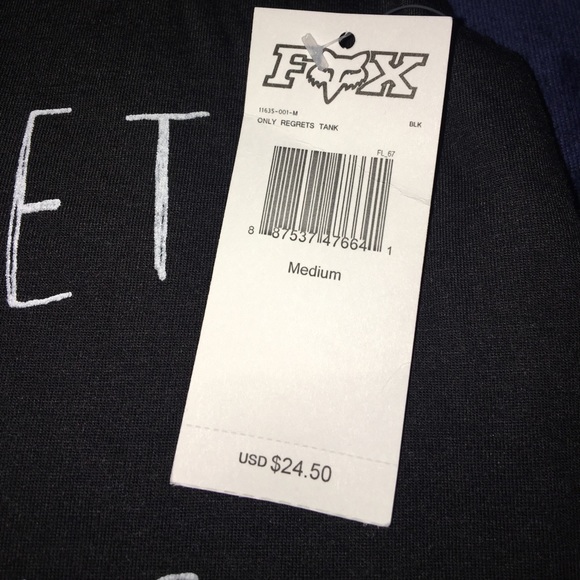 ET
FOX
11635-001-M
ONLY REGRETS TANK BLK
FL_67
8 87537 47664 1
Medium
USD $24.50